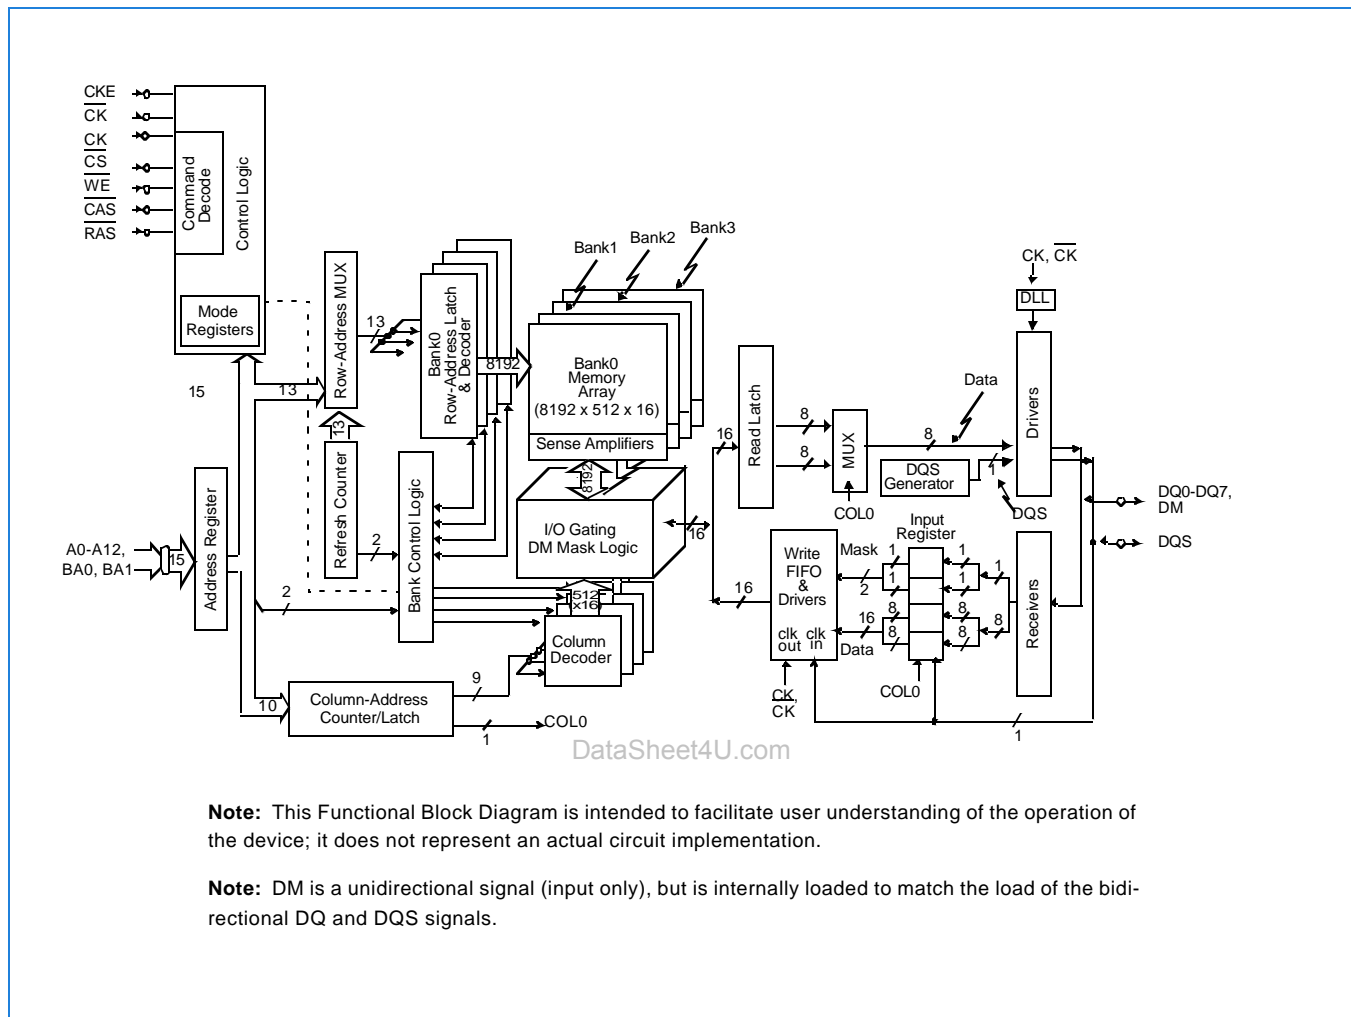 CKE
CK
CK
CS
WE
CAS
RAS
Command
Decode
Control Logic
Mode
Registers
15
13
Row-Address MUX
13
Refresh Counter
13
Bank0
Row-Address Latch
& Decoder
8192
Bank1
Bank2
Bank3
Bank0
Memory
Array
(8192 x 512 x 16)
Sense Amplifiers
8192
I/O Gating
DM Mask Logic
16
A0-A12,
BA0, BA1
15
Address Register
2
2
Bank Control Logic
512
(x16)
Column
Decoder
10
Column-Address
Counter/Latch
9
1
COL0
16
Read Latch
8
8
MUX
COL0
8
Data
DQS
Generator
1
DQS
CK, CK
DLL
Drivers
DQ0-DQ7,
DM
DQS
Input
Register
Write
FIFO
&
Drivers
clk
out
clk
in
Mask
2
16
Data
1
1
8
8
1
1
8
8
1
8
Receivers
16
CK,
CK
COL0
1
DataSheet4U.com
Note: This Functional Block Diagram is intended to facilitate user understanding of the operation of
the device; it does not represent an actual circuit implementation.
Note: DM is a unidirectional signal (input only), but is internally loaded to match the load of the bidi-
rectional DQ and DQS signals.